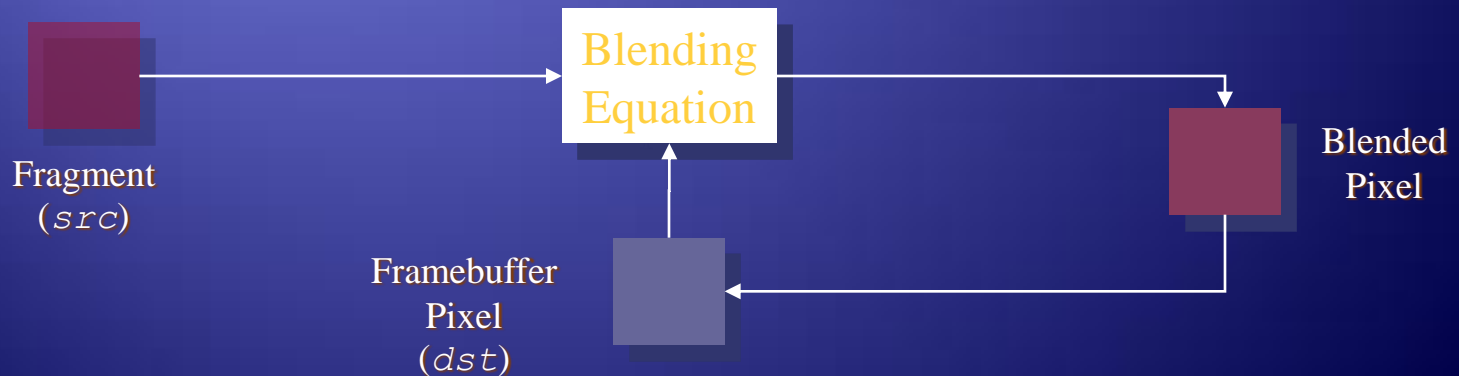 Blending
Equation
Fragment
(src)
Blended
Pixel
Framebuffer
Pixel
(dst)